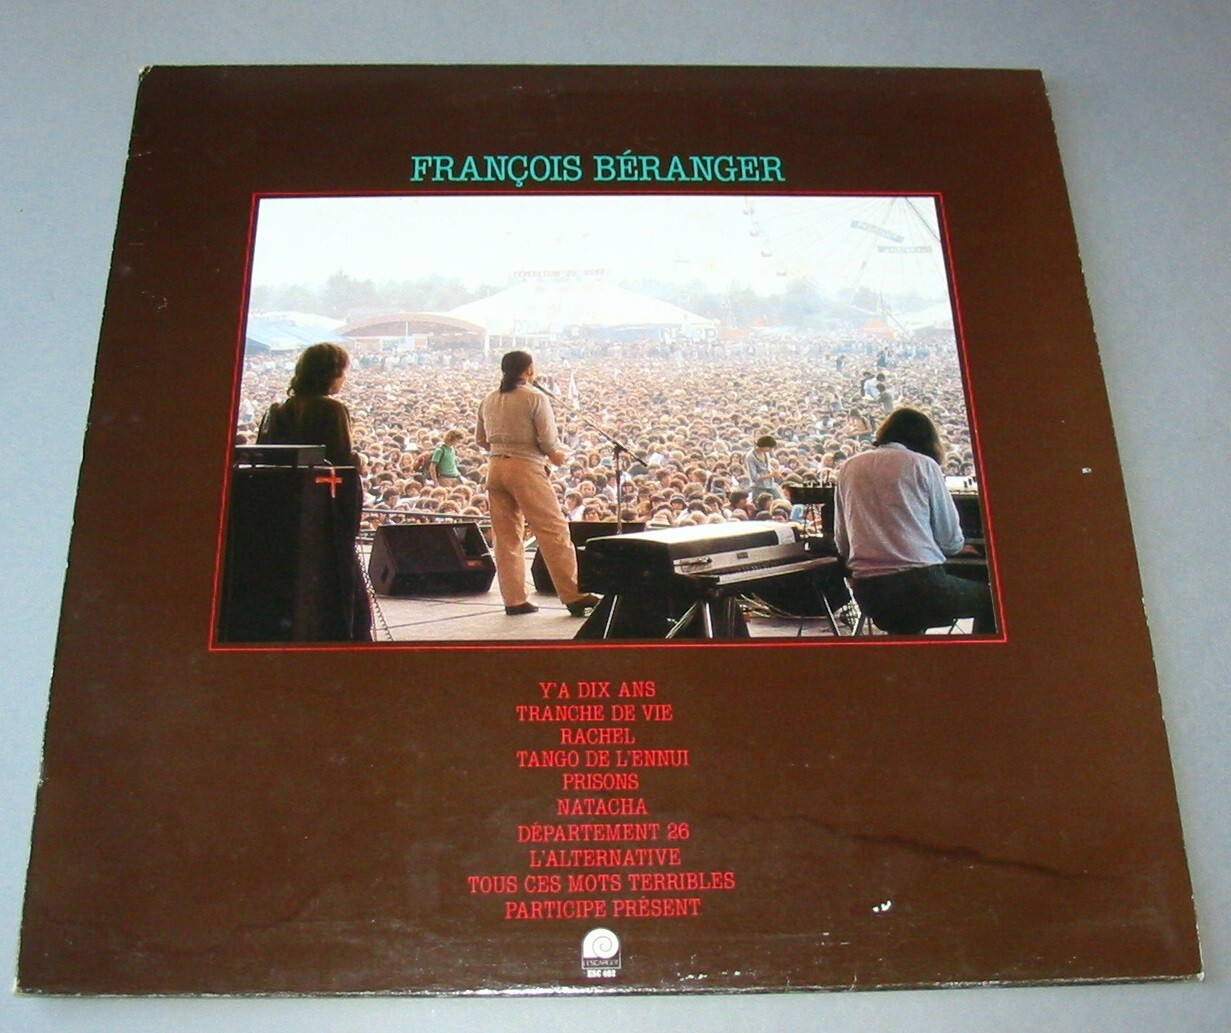 FRANÇOIS BÉRANGER
Y'A DIX ANS
TRANCHE DE VIE
RACHEL
TANGO DE L'ENNUI
PRISONS
NATACHA
DÉPARTEMENT 26
L'ALTERNATIVE
TOUS CES MOTS TERRIBLES
PARTICIPE PRÉSENT
L'ESCARGOT